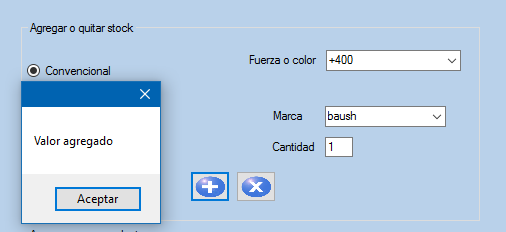 Agregar o quitar stock
Fuerza o color +400
Convencional
Marca baush
Valor agregado
Cantidad 1
Aceptar